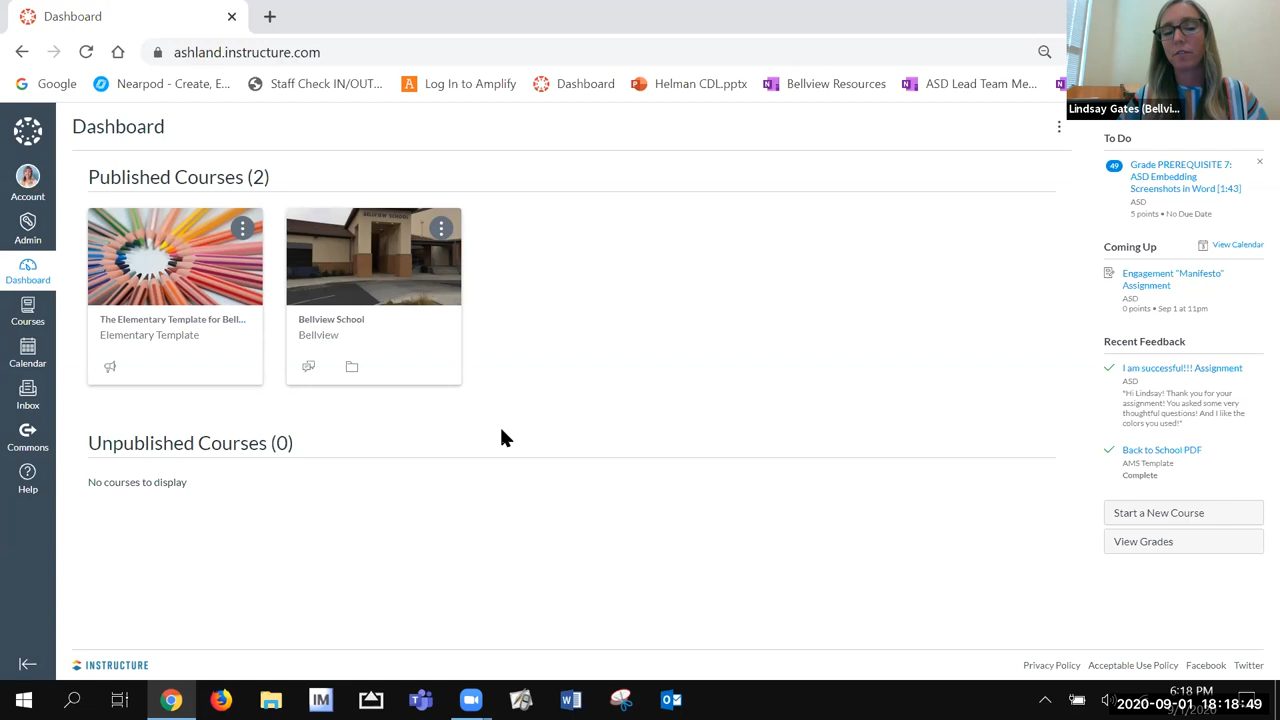 Dashboard
ashland.instructure.com
Google
Nearpod - Create, E...
Staff Check IN/OUT...
Log In to Amplify
Dashboard
Helman CDL.pptx
Bellview Resources
ASD Lead Team Me...
Lindsay Gates (Bellvi...
Account
Admin
Dashboard
Courses
Calendar
Inbox
Commons
Help
Dashboard
Published Courses (2)
BELLVIEW SCHOOL
The Elementary Template for Bell...
Elementary Template
Bellview School
Bellview
Unpublished Courses (0)
No courses to display
To Do
49
Grade PREREQUISITE 7:
ASD Embedding
Screenshots in Word [1:43]
ASD
5 points • No Due Date
Coming Up
View Calendar
Engagement "Manifesto"
Assignment
ASD
0 points • Sep 1 at 11pm
Recent Feedback
I am successful!!! Assignment
ASD
"Hi Lindsay! Thank you for your
assignment! You asked some very
thoughtful questions! And I like the
colors you used!"
Back to School PDF
AMS Template
Complete
Start a New Course
View Grades
INSTRUCTURE
Privacy Policy
Acceptable Use Policy
Facebook
Twitter
IM
6:18 PM
2020-09-01 18:18:49